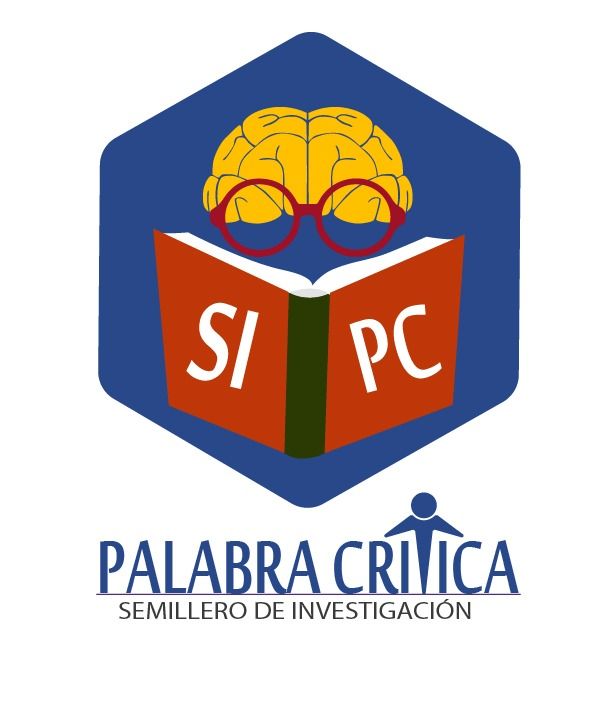 SI PC
PALABRA CRITICA
SEMILLERO DE INVESTIGACIÓN